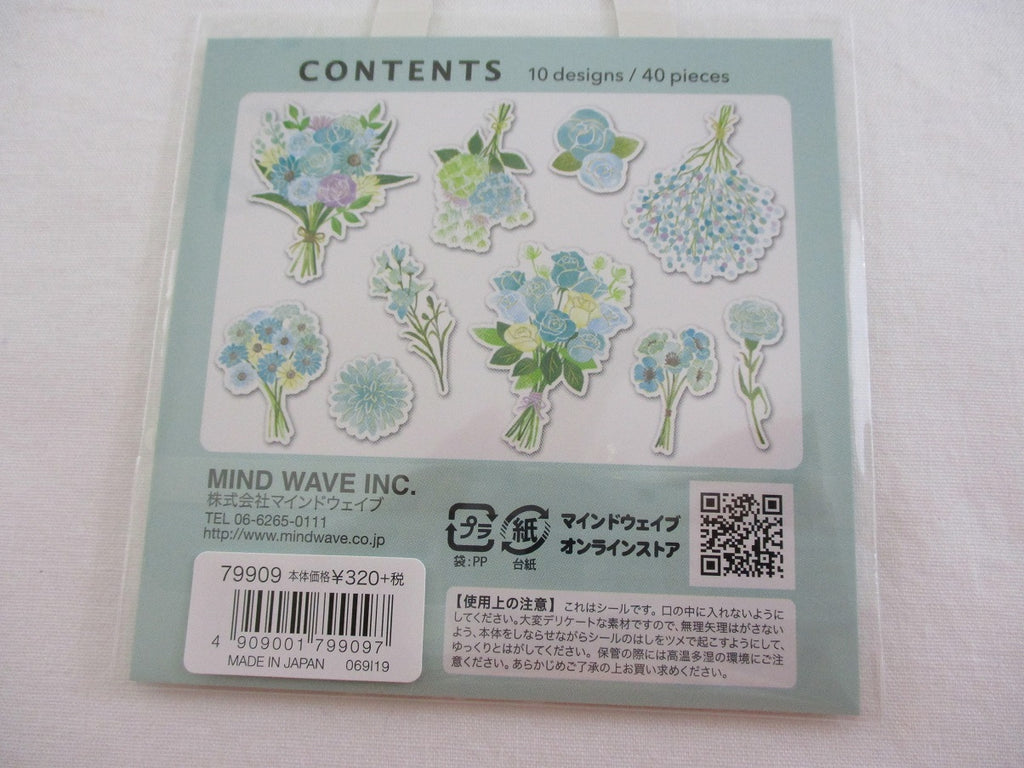 CONTENTS 10 designs / 40 pieces
MIND WAVE INC.
株式会社マインドウェイブ
TEL 06-6265-0111
http://www.mindwave.co.jp
プラ
袋:PP
紙
台紙
マインドウェイブ
オンラインストア
79909 本体価格¥320+税
4 909001 799097
MADE IN JAPAN 069I19
【使用上の注意】 これはシールです。口の中に入れないように
してください。大変デリケートな素材ですので、無理矢理はがさない
よう、本体をしならせながらシールのはしをツメで起こすようにして、
ゆっくりとはがしてください。保管の際には高温多湿の環境にご注
意ください。あらかじめご了承の上お買い求めください。